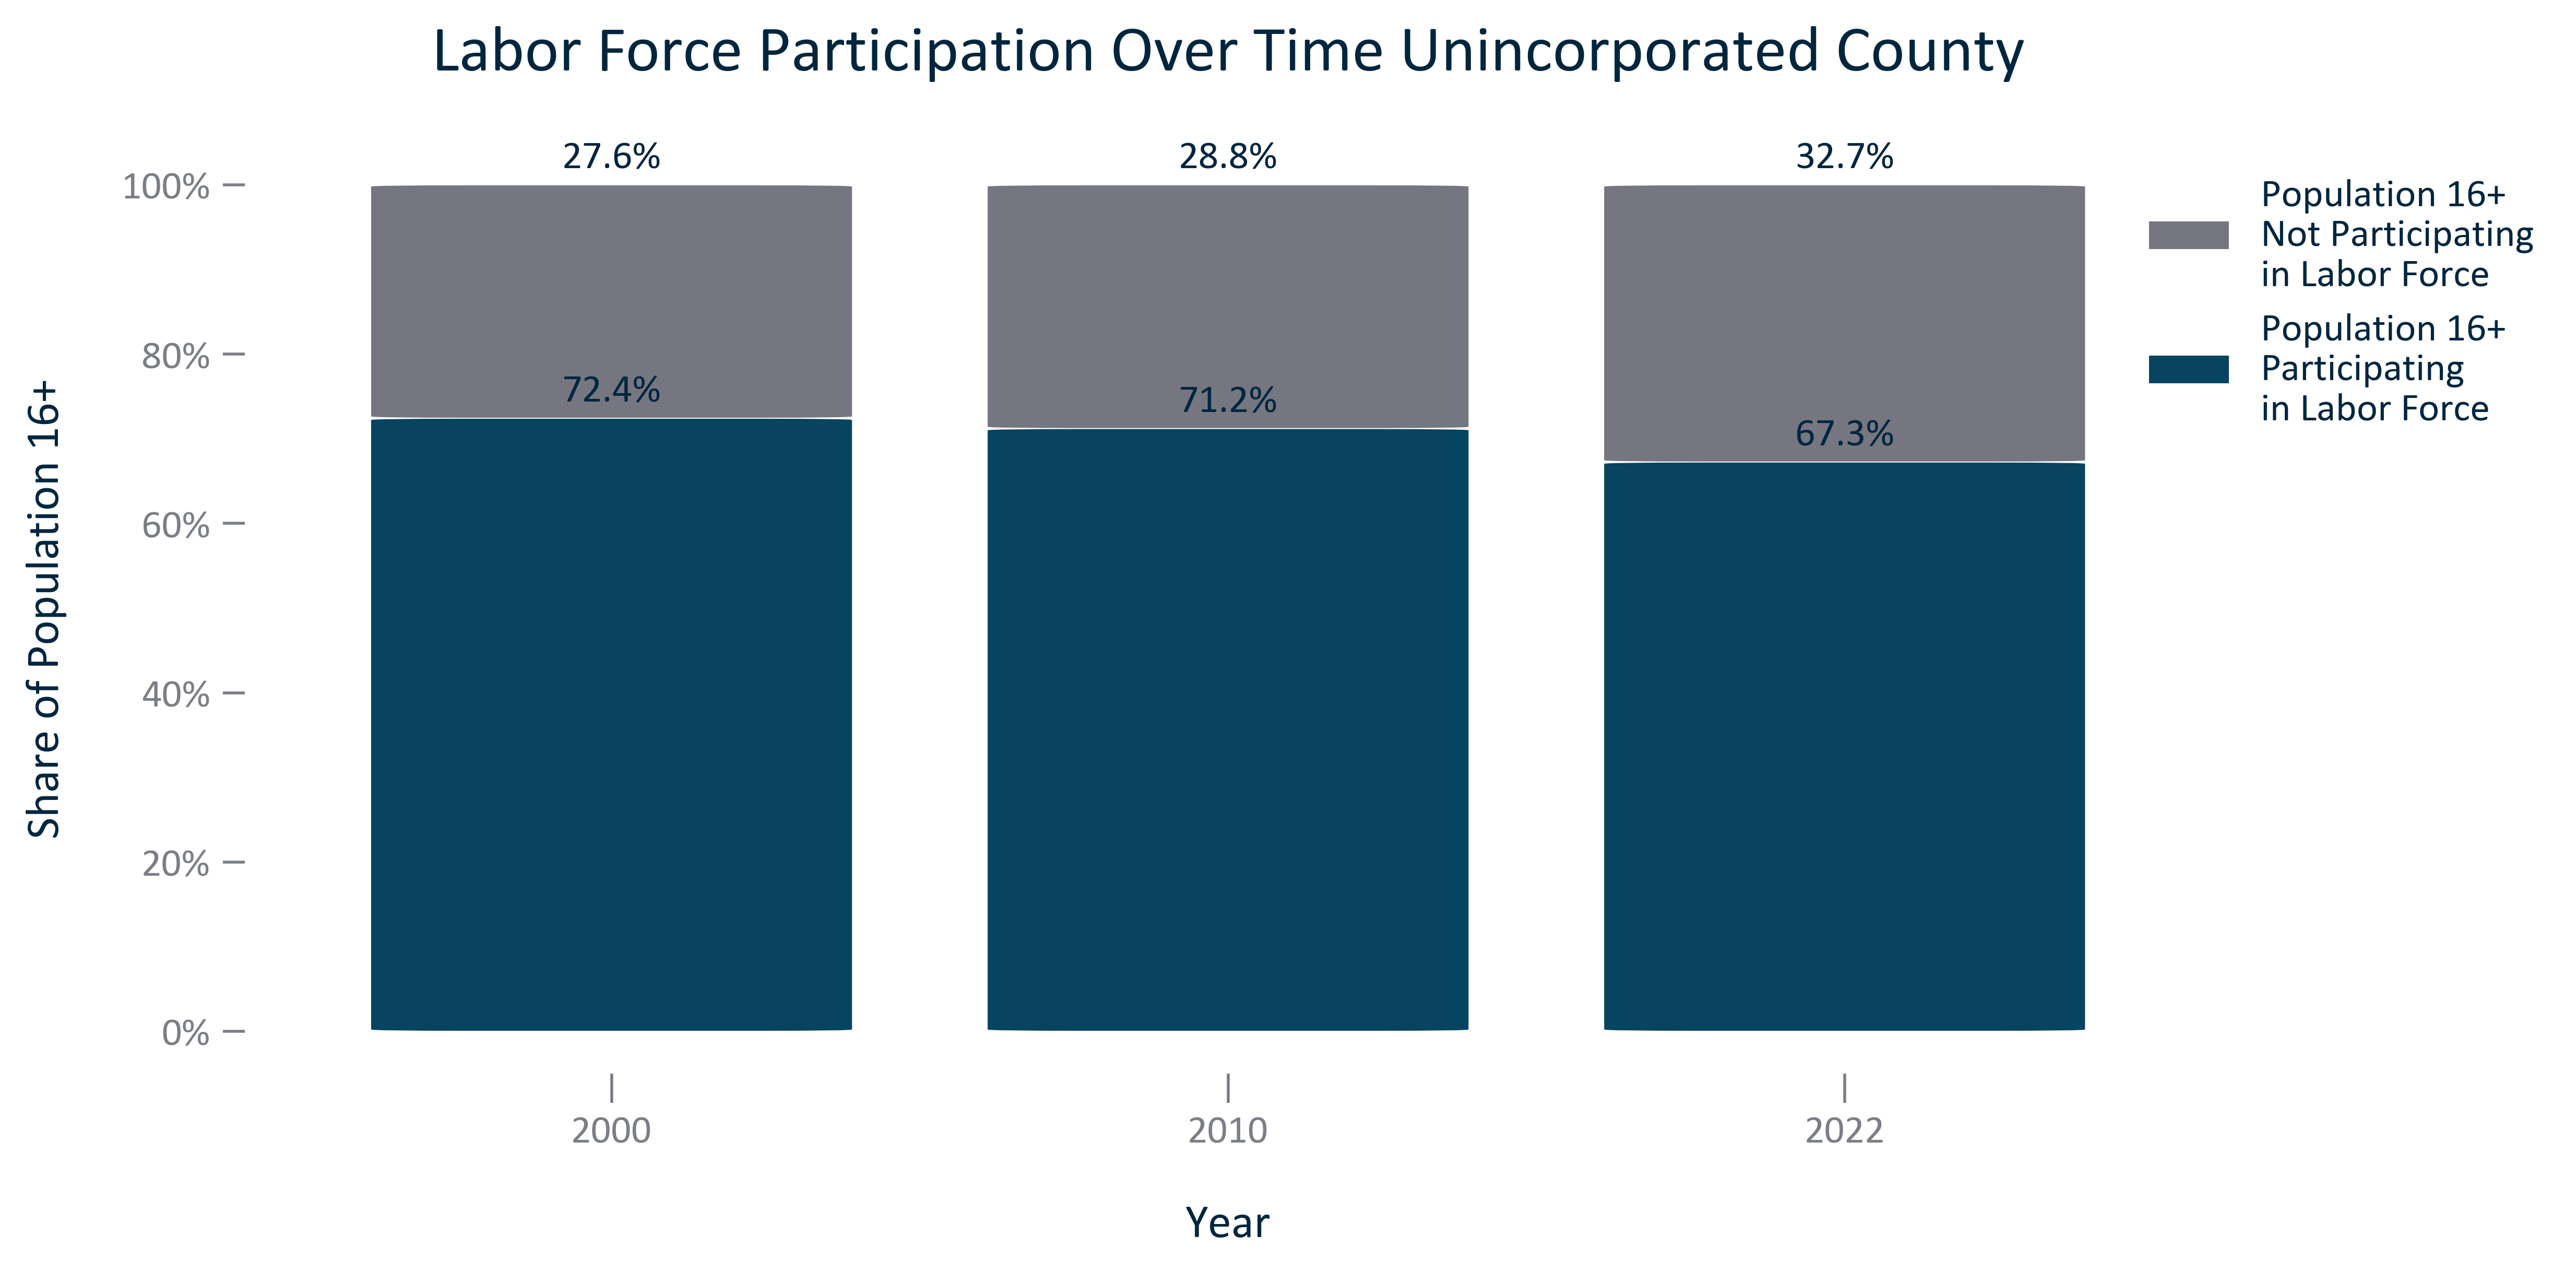 Labor Force Participation Over Time Unincorporated County
27.6%
28.8%
32.7%
100%
80%
60%
40%
20%
0%
72.4%
71.2%
67.3%
Population 16+
Not Participating
in Labor Force
Population 16+
Participating
in Labor Force
Share of Population 16+
2000
2010
2022
Year